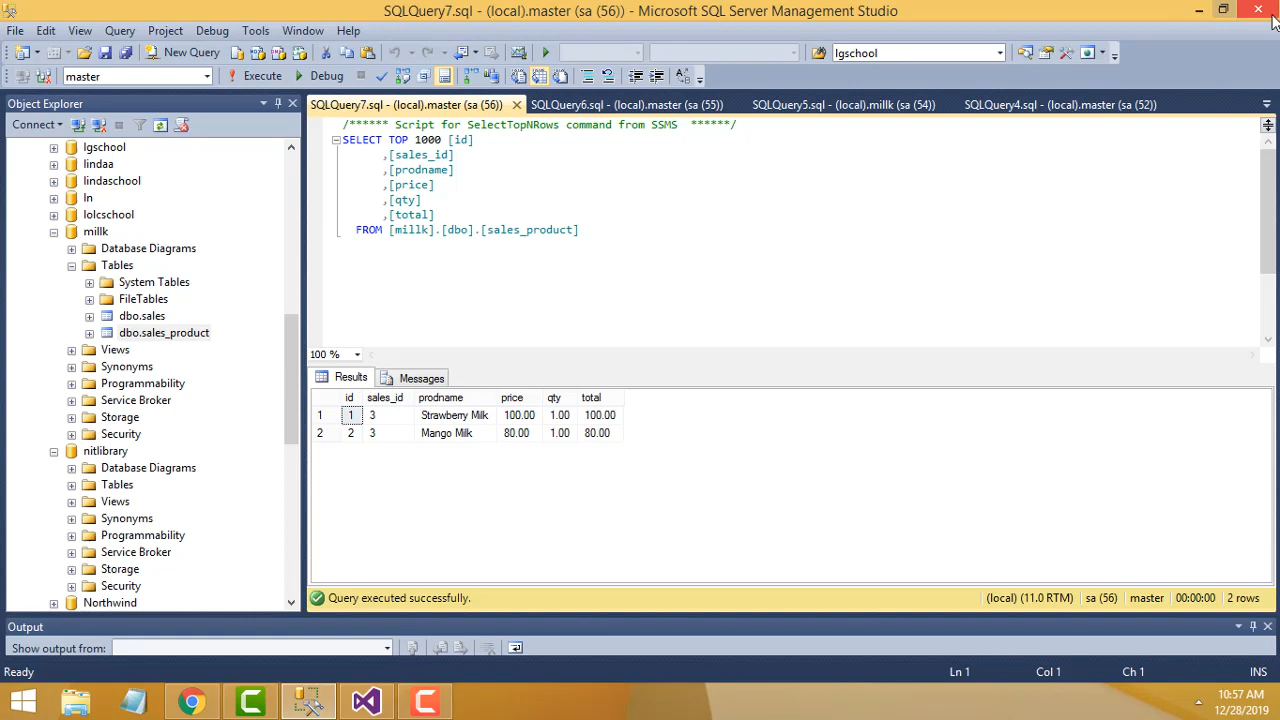 SQLQuery7.sql - (local).master (sa (56)) - Microsoft SQL Server Management Studio
File Edit View Query Project Debug Tools Window Help
New Query lgschool
master Execute Debug
Object Explorer
SQLQuery7.sql - (local).master (sa (56)) SQLQuery6.sql - (local).master (sa (55)) SQLQuery5.sql - (local).millk (sa (54)) SQLQuery4.sql - (local).master (sa (52))
Connect
lgschool
lindaa
lindaschool
ln
lolcschool
millk
Database Diagrams
Tables
System Tables
FileTables
dbo.sales
dbo.sales_product
Views
Synonyms
Programmability
Service Broker
Storage
Security
nitlibrary
Database Diagrams
Tables
Views
Synonyms
Programmability
Service Broker
Storage
Security
Northwind
/****** Script for SelectTopNRows command from SSMS ******/
SELECT TOP 1000 [id]
,[sales_id]
,[prodname]
,[price]
,[qty]
,[total]
FROM [millk].[dbo].[sales_product]
100 %
Results Messages
id sales_id prodname price qty total
1 1 3 Strawberry Milk 100.00 1.00 100.00
2 2 3 Mango Milk 80.00 1.00 80.00
Query executed successfully. (local) (11.0 RTM) sa (56) master 00:00:00 2 rows
Output
Show output from:
Ready Ln 1 Col 1 Ch 1 INS
10:57 AM
12/28/2019